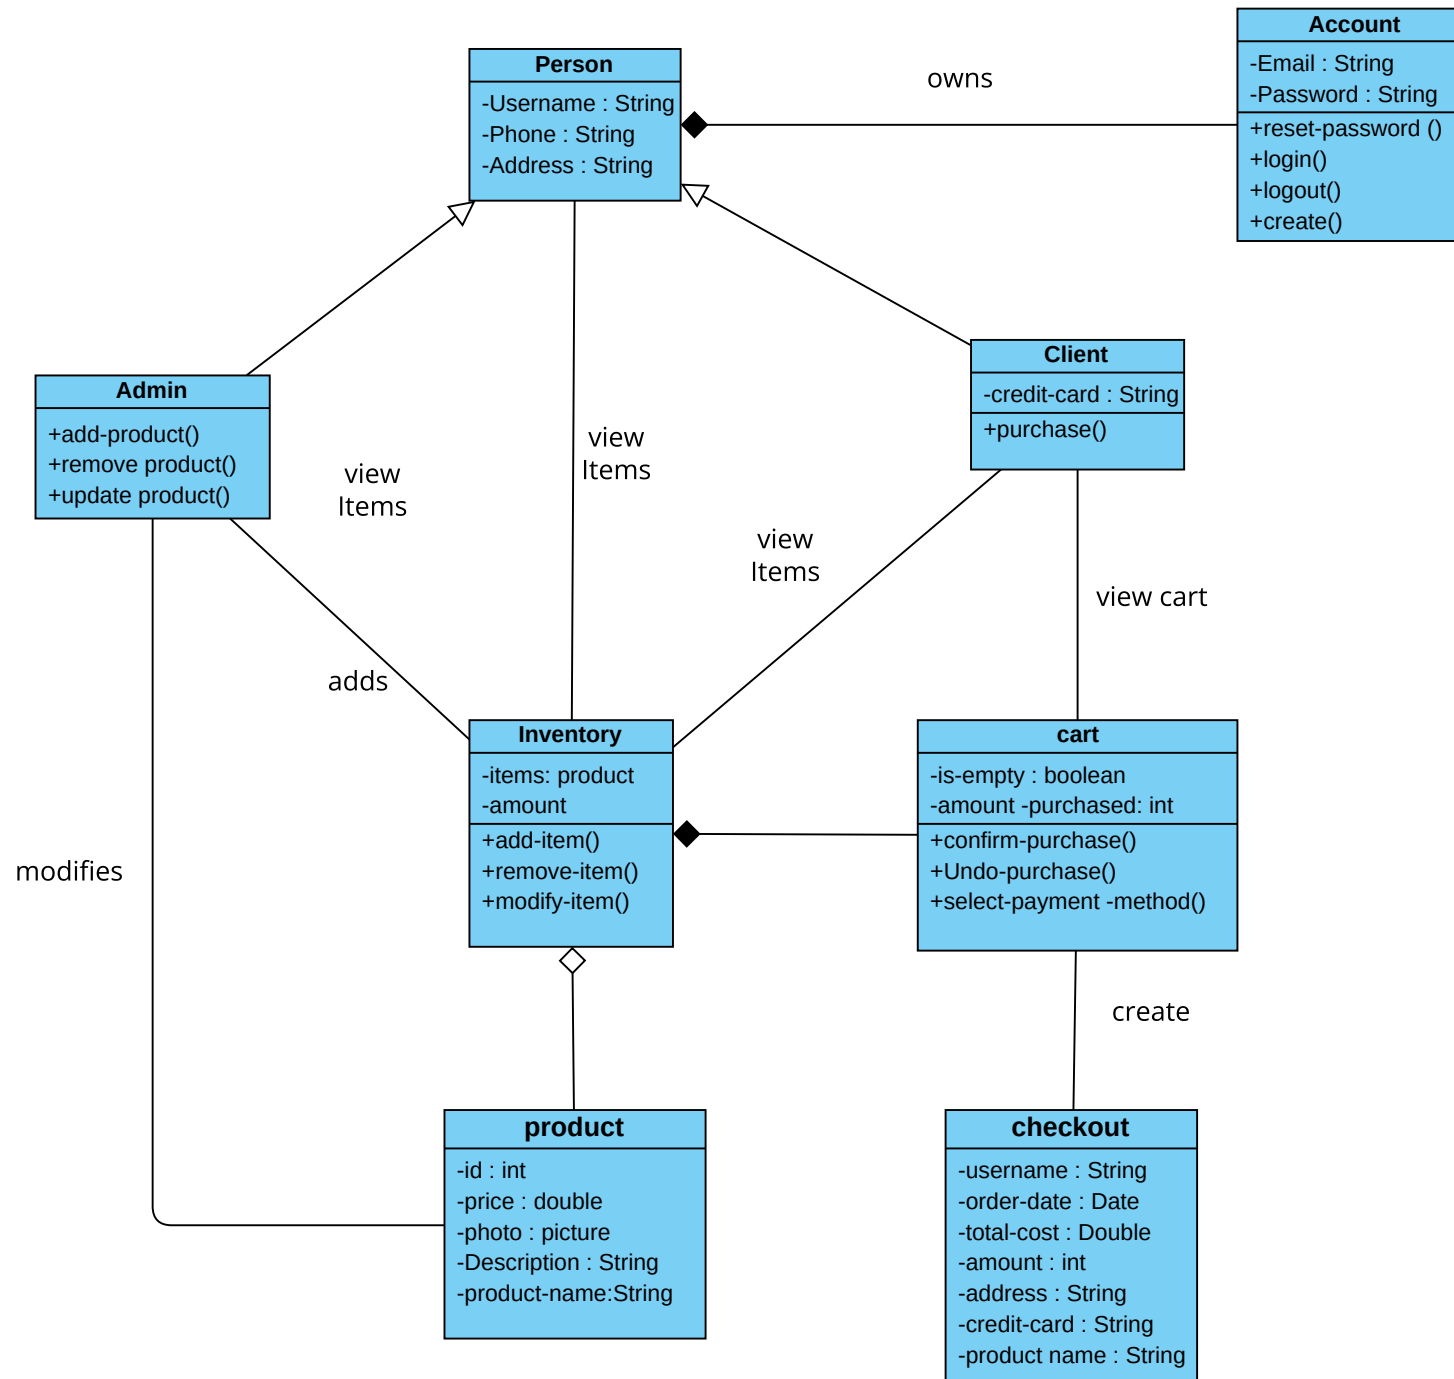 Account
-Email : String
-Password : String
+reset-password ()
+login()
+logout()
+create()
owns
Person
-Username : String
-Phone : String
-Address : String
Client
-credit-card : String
+purchase()
Admin
+add-product()
+remove product()
+update product()
view
Items
view
Items
view
Items
view cart
adds
modifies
Inventory
-items: product
-amount
+add-item()
+remove-item()
+modify-item()
cart
-is-empty : boolean
-amount -purchased: int
+confirm-purchase()
+Undo-purchase()
+select-payment -method()
create
product
-id : int
-price : double
-photo : picture
-Description : String
-product-name:String
checkout
-username : String
-order-date : Date
-total-cost : Double
-amount : int
-address : String
-credit-card : String
-product name : String